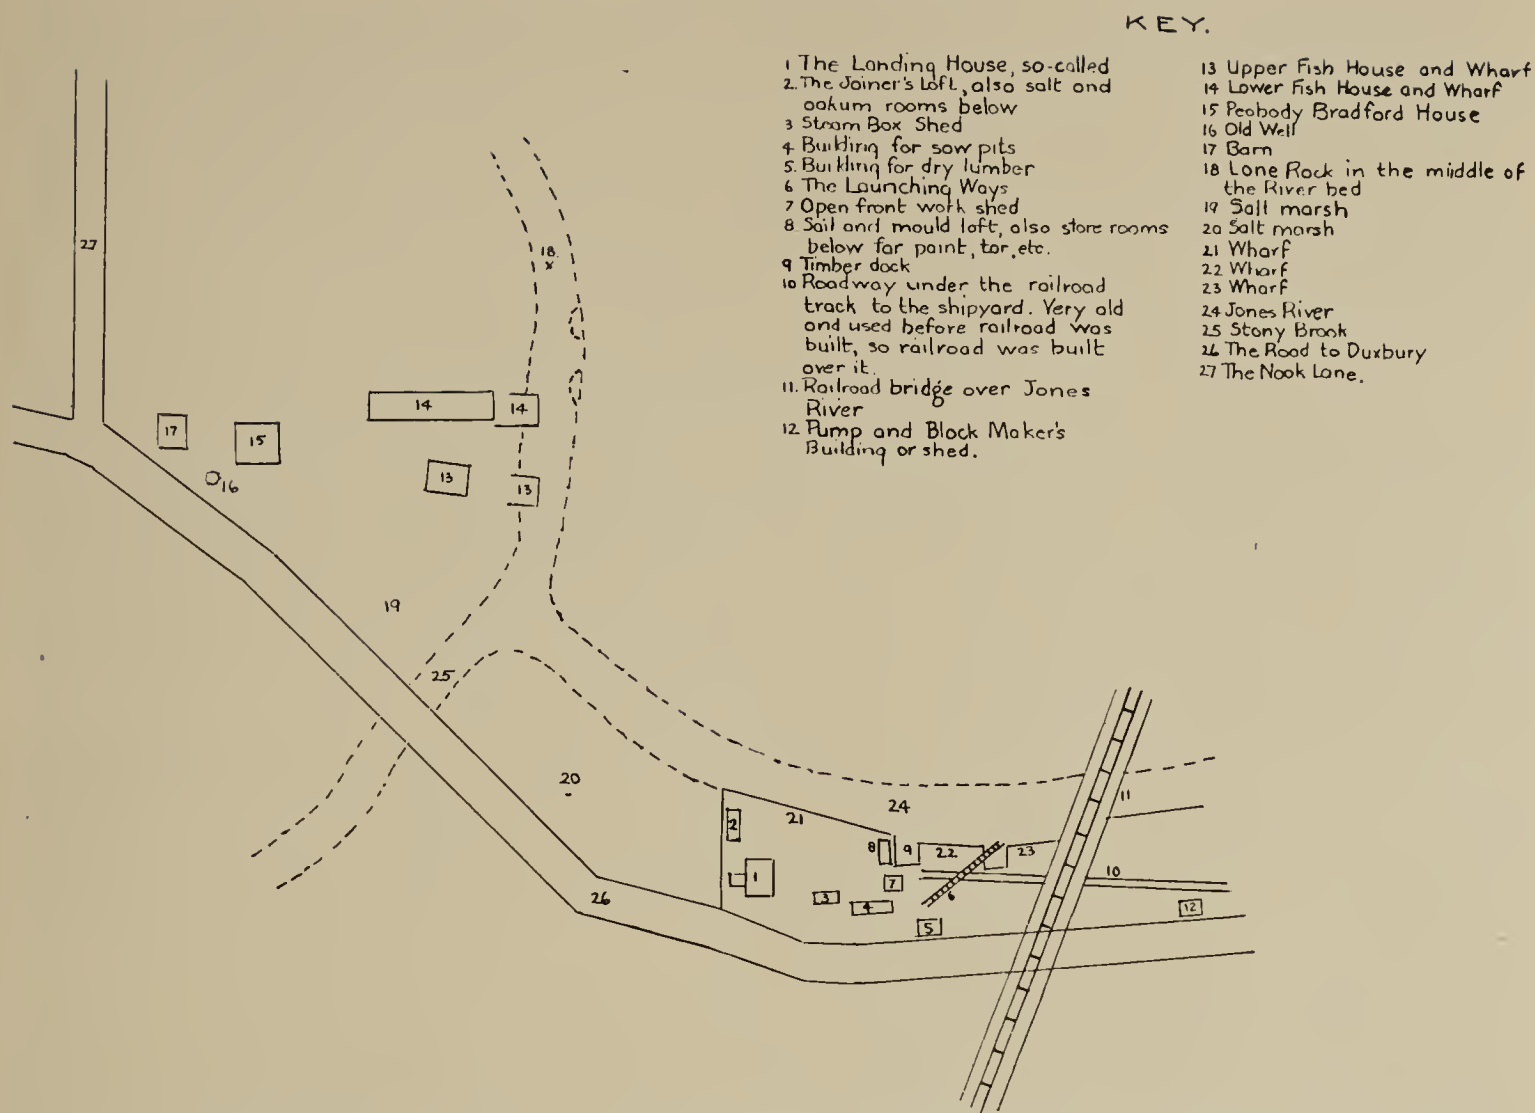 KEY.
1 The Landing House, so-called
2. The Joiner's Loft, also salt and
oakum rooms below
3 Steam Box Shed
4 Building for saw pits
5. Building for dry lumber
6 The Launching Ways
7 Open front work shed
8 Sail and mould loft, also store rooms
below for paint, tar, etc.
9 Timber dock
10 Roadway under the railroad
track to the shipyard. Very old
and used before railroad was
built, so railroad was built
over it.
11. Railroad bridge over Jones
River
12 Pump and Block Maker's
Building or shed.
13 Upper Fish House and Wharf
14 Lower Fish House and Wharf
15 Peabody Bradford House
16 Old Well
17 Barn
18 Lone Rock in the middle of
the River bed
19 Salt marsh
20 Salt marsh
21 Wharf
22 Wharf
23 Wharf
24 Jones River
25 Stony Brook
26 The Road to Duxbury
27 The Nook Lane.
27
18
14
14
17
15
13
13
16
19
25
20
24
11
21
2
8
9
22
23
10
1
7
6
3
4
26
12
5